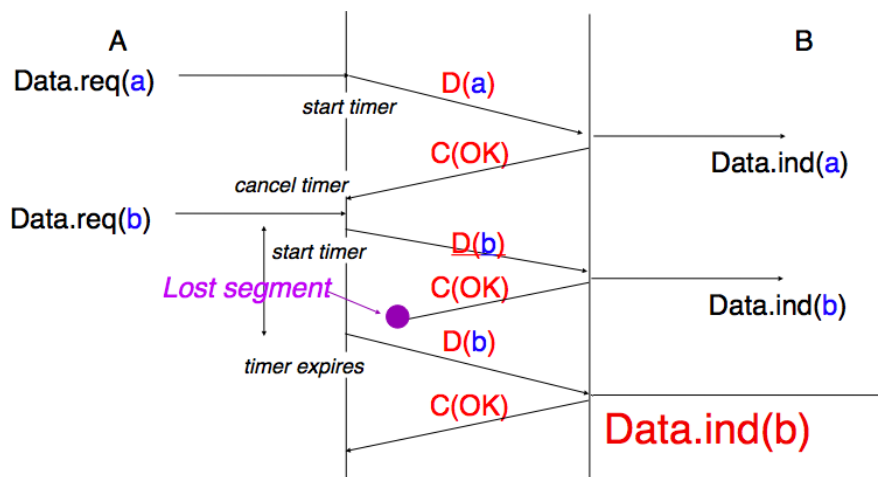 A
B
Data.req(a)
D(a)
start timer
C(OK)
Data.ind(a)
cancel timer
Data.req(b)
start timer
D(b)
Lost segment
C(OK)
Data.ind(b)
D(b)
timer expires
C(OK)
Data.ind(b)